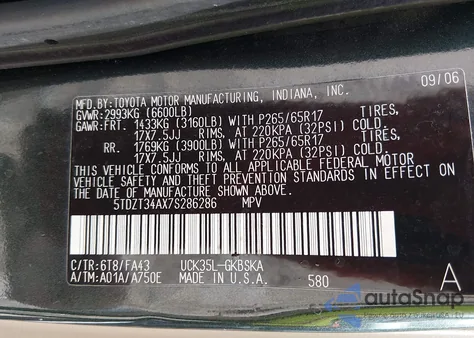 MFD.BY: TOYOTA MOTOR MANUFACTURING, INDIANA, INC.
09/06
GVWR: 2993KG (6600LB)
GAWR: FRT. 1433KG (3160LB) WITH P265/65R17 TIRES,
17X7.5JJ RIMS, AT 220KPA (32PSI) COLD.
RR. 1769KG (3900LB) WITH P265/65R17 TIRES,
17X7.5JJ RIMS, AT 220KPA (32PSI) COLD.
THIS VEHICLE CONFORMS TO ALL APPLICABLE FEDERAL MOTOR
VEHICLE SAFETY AND THEFT PREVENTION STANDARDS IN EFFECT ON
THE DATE OF MANUFACTURE SHOWN ABOVE.
5TDZT34AX7S286286 MPV
C/TR: 6T8/FA43 UCK35L-GKBSKA
A/TM: A01A/A750E MADE IN U.S.A. 580 A
autoSnap